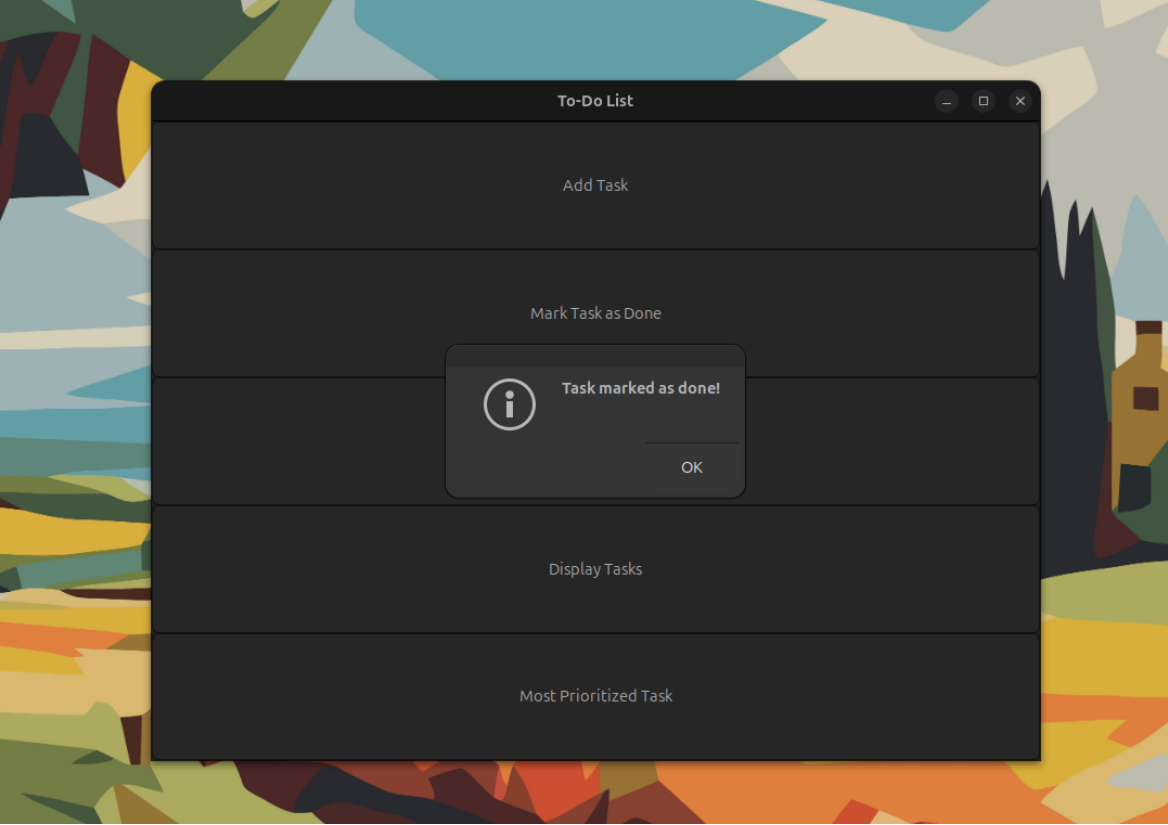 To-Do List
Add Task
Mark Task as Done
Task marked as done!
OK
Display Tasks
Most Prioritized Task